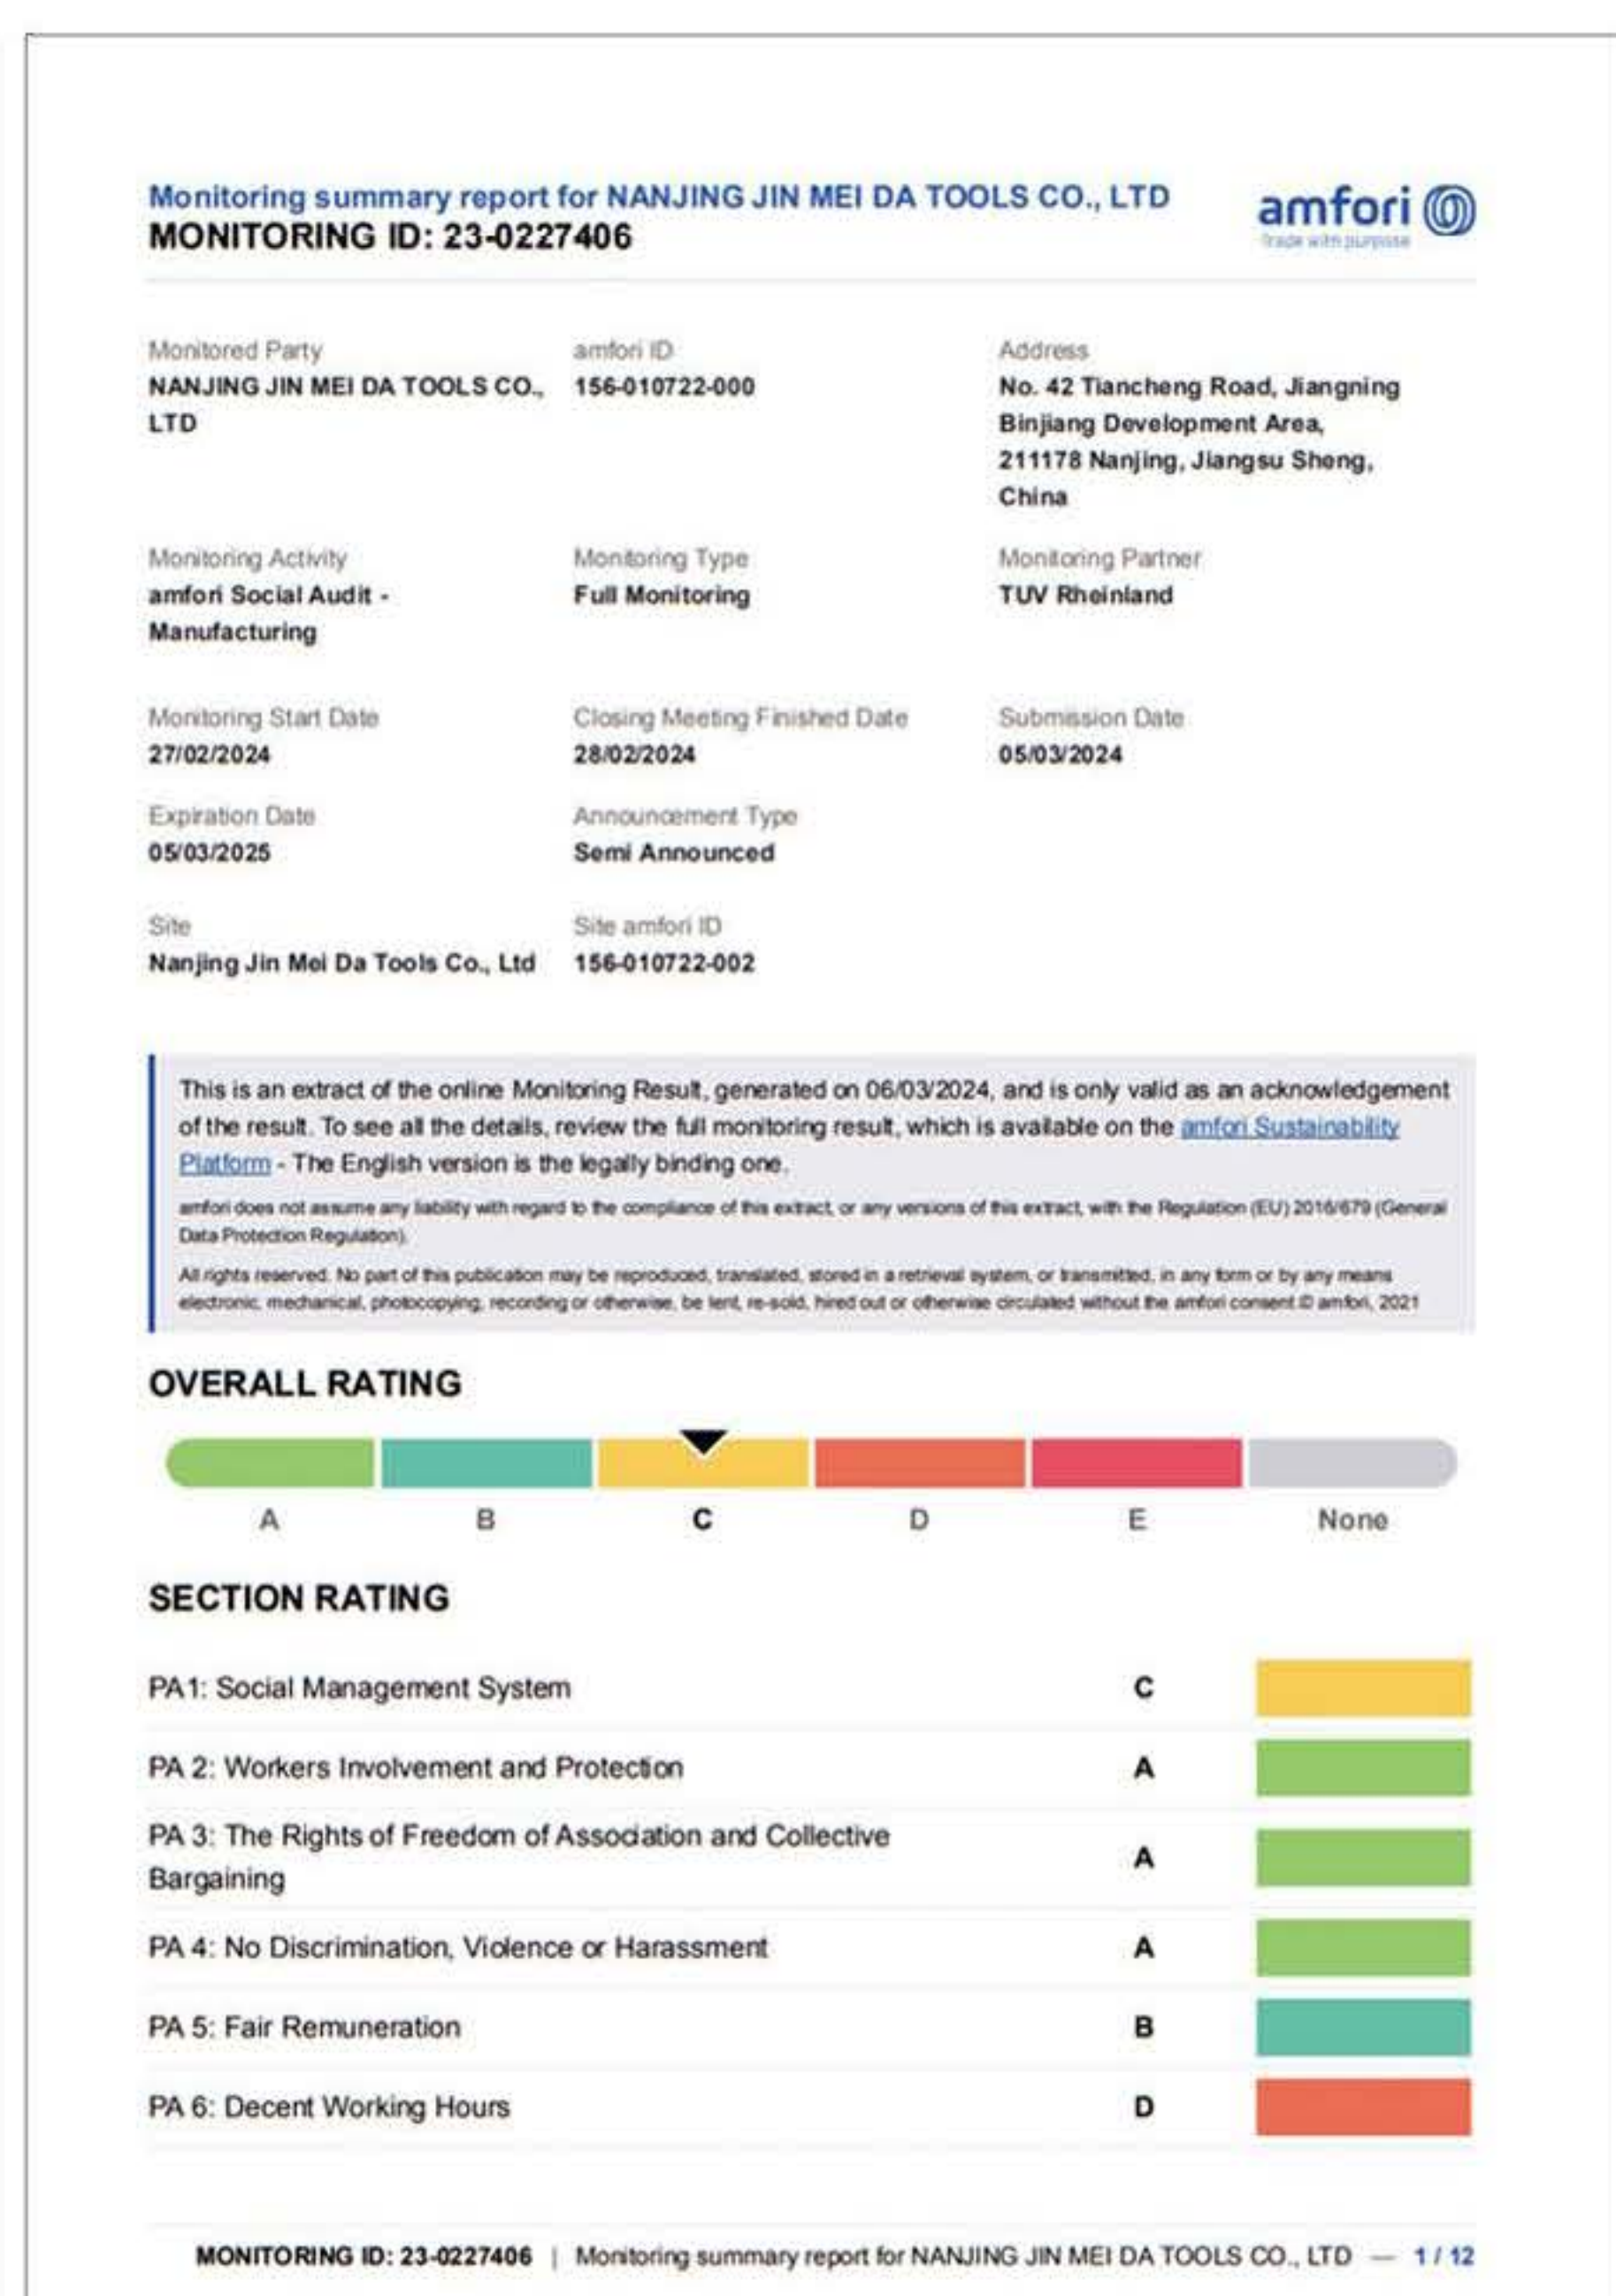 Monitoring summary report for NANJING JIN MEI DA TOOLS CO., LTD
MONITORING ID: 23-0227406
amfori
Trade with purpose
Monitored Party
NANJING JIN MEI DA TOOLS CO.,
LTD
amfori ID
156-010722-000
Address
No. 42 Tiancheng Road, Jiangning
Binjiang Development Area,
211178 Nanjing, Jiangsu Sheng,
China
Monitoring Activity
amfori Social Audit -
Manufacturing
Monitoring Type
Full Monitoring
Monitoring Partner
TUV Rheinland
Monitoring Start Date
27/02/2024
Closing Meeting Finished Date
28/02/2024
Submission Date
05/03/2024
Expiration Date
05/03/2025
Announcement Type
Semi Announced
Site
Nanjing Jin Mei Da Tools Co., Ltd
Site amfori ID
156-010722-002
This is an extract of the online Monitoring Result, generated on 06/03/2024, and is only valid as an acknowledgement
of the result. To see all the details, review the full monitoring result, which is available on the amfori Sustainability
Platform - The English version is the legally binding one.
amfori does not assume any liability with regard to the compliance of this extract, or any versions of this extract, with the Regulation (EU) 2016/679 (General
Data Protection Regulation).
All rights reserved. No part of this publication may be reproduced, translated, stored in a retrieval system, or transmitted, in any form or by any means
electronic, mechanical, photocopying, recording or otherwise, be lent, re-sold, hired out or otherwise circulated without the amfori consent © amfori, 2021
OVERALL RATING
A B C D E None
SECTION RATING
PA1: Social Management System C
PA 2: Workers Involvement and Protection A
PA 3: The Rights of Freedom of Association and Collective
Bargaining A
PA 4: No Discrimination, Violence or Harassment A
PA 5: Fair Remuneration B
PA 6: Decent Working Hours D
MONITORING ID: 23-0227406 | Monitoring summary report for NANJING JIN MEI DA TOOLS CO., LTD — 1 / 12